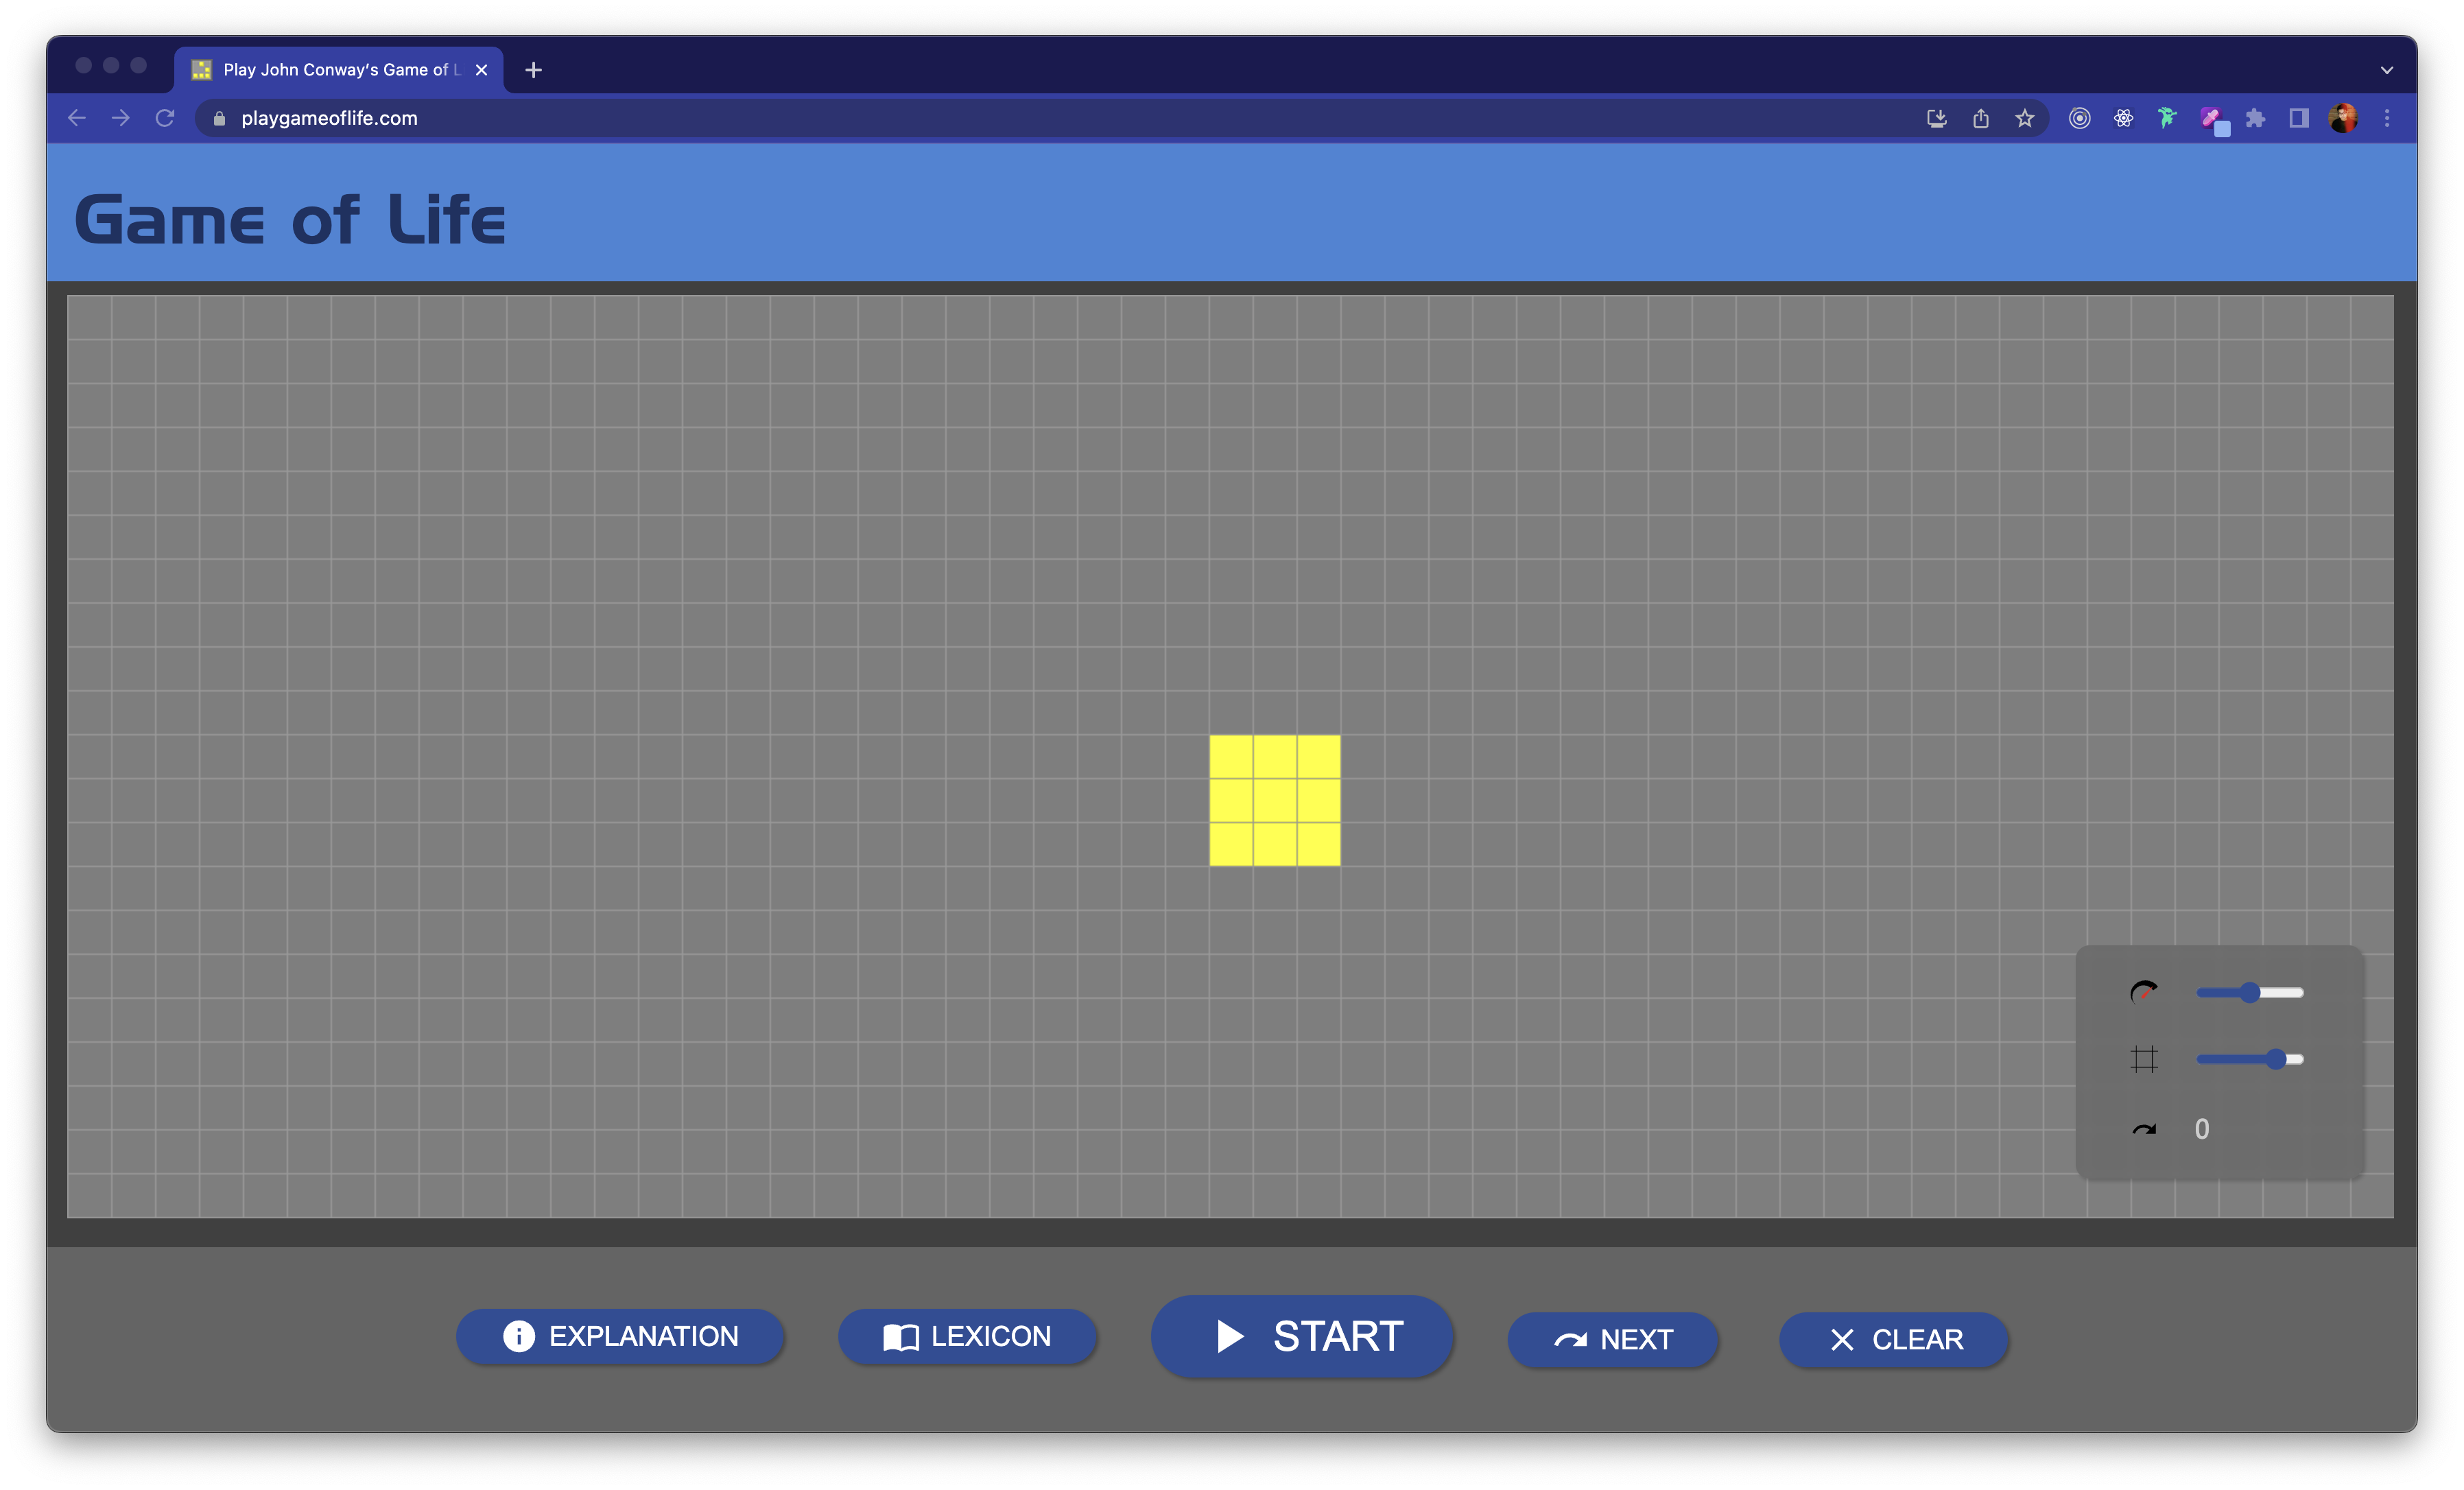 Play John Conway's Game of L
playgameoflife.com
Game of Life
0
EXPLANATION
LEXICON
START
NEXT
CLEAR